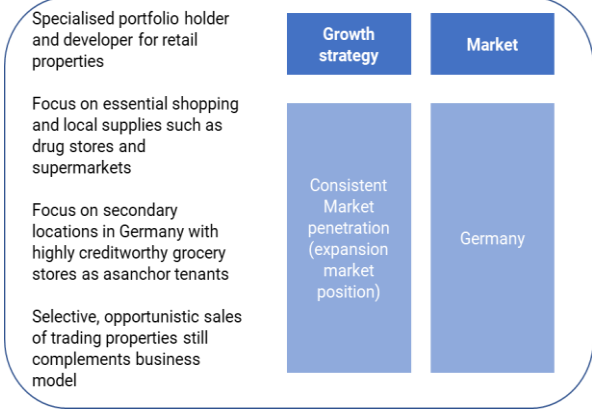 Specialised portfolio holder
and developer for retail
properties
Focus on essential shopping
and local supplies such as
drug stores and
supermarkets
Focus on secondary
locations in Germany with
highly creditworthy grocery
stores as asanchor tenants
Selective, opportunistic sales
of trading properties still
complements business
model
Growth
strategy
Consistent
Market
penetration
(expansion
market
position)
Market
Germany